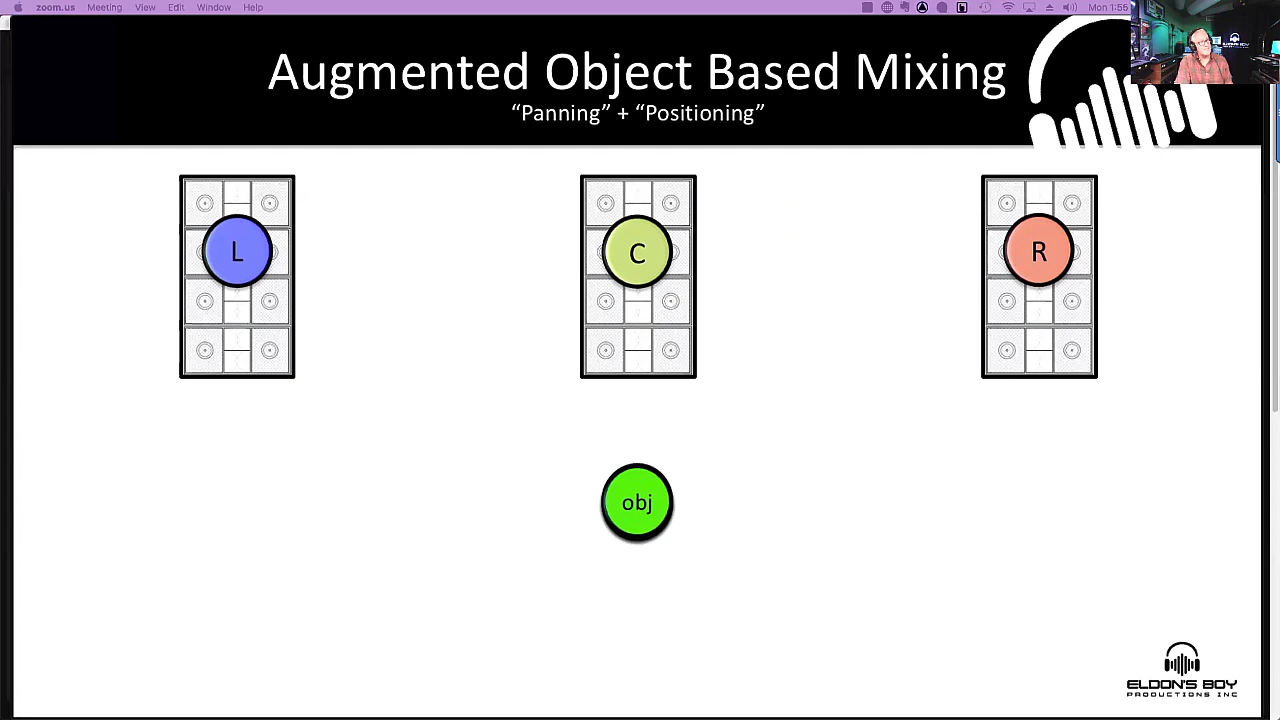 zoom.us Meeting View Edit Window Help Mon 1:55
Augmented Object Based Mixing
“Panning” + “Positioning”
L C R
obj
ELDON'S BOY
PRODUCTIONS INC